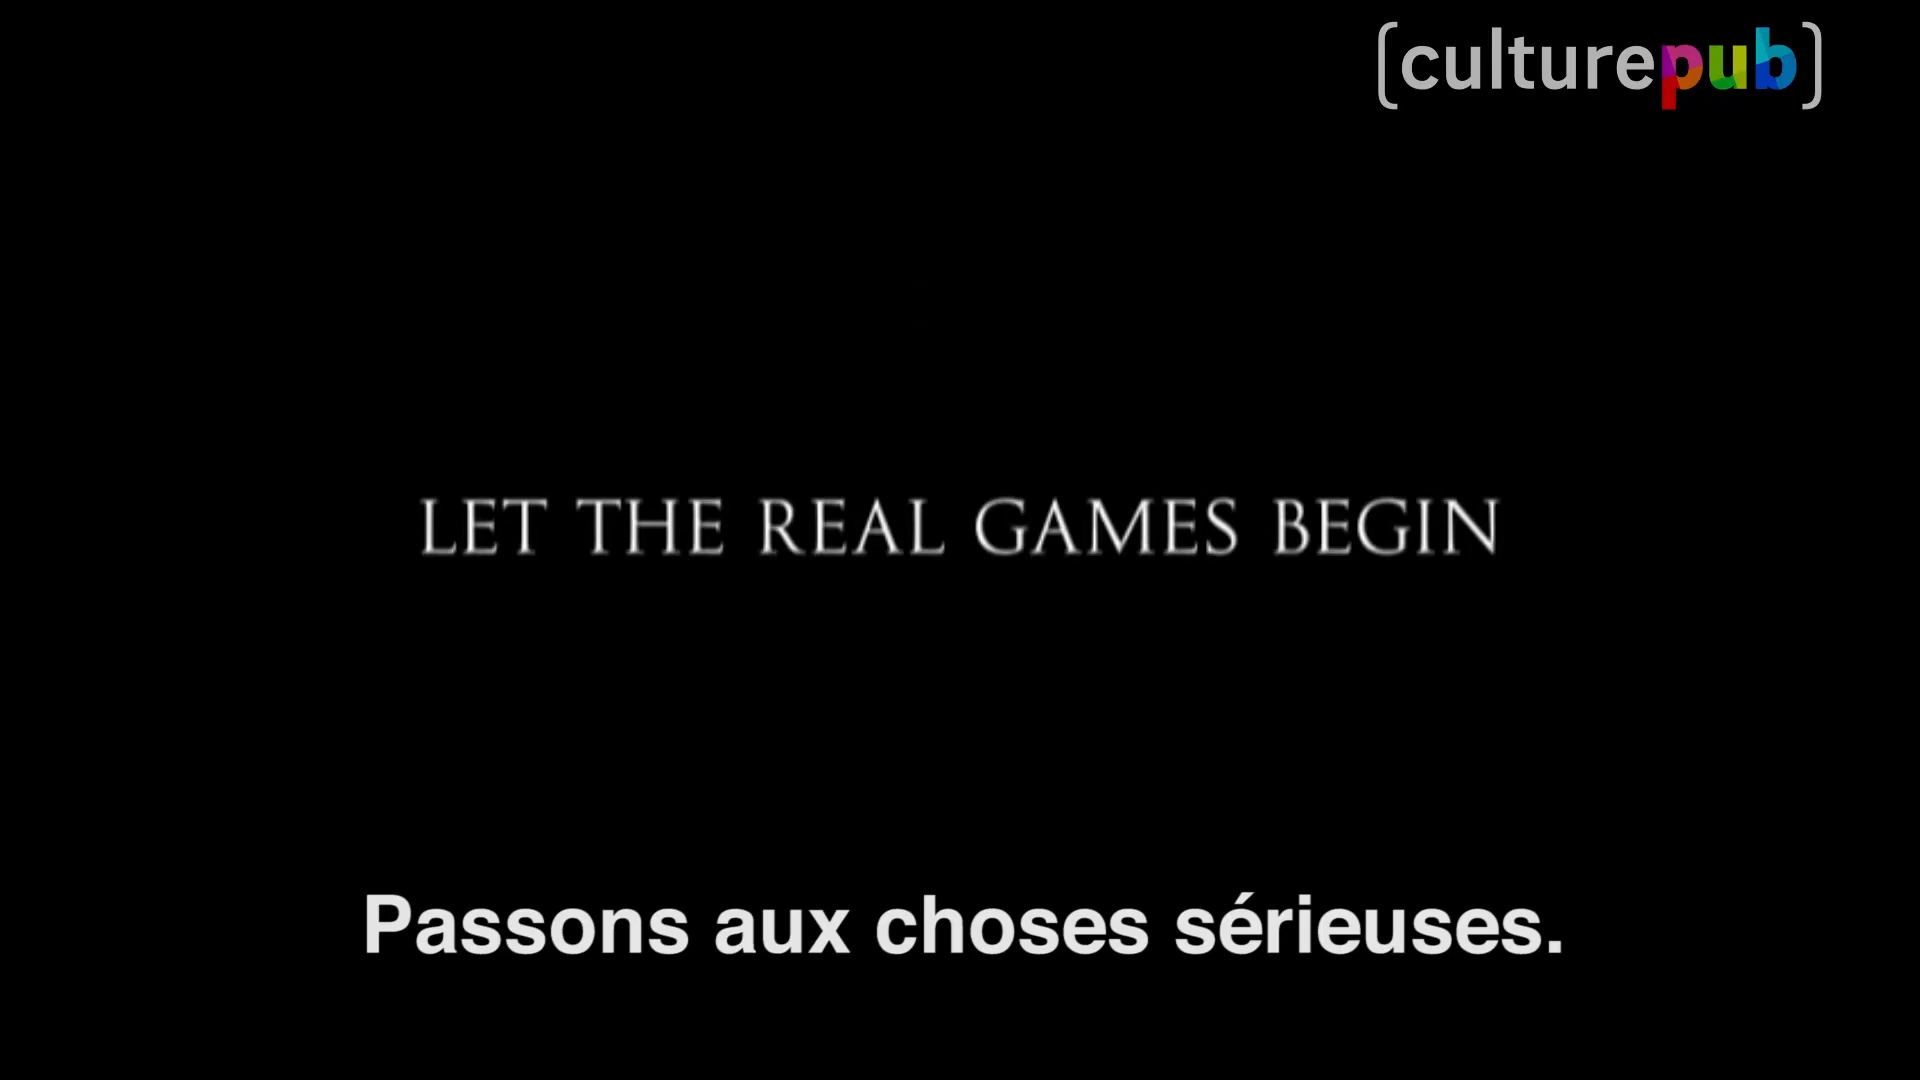 (culturepub)
LET THE REAL GAMES BEGIN
Passons aux choses sérieuses.